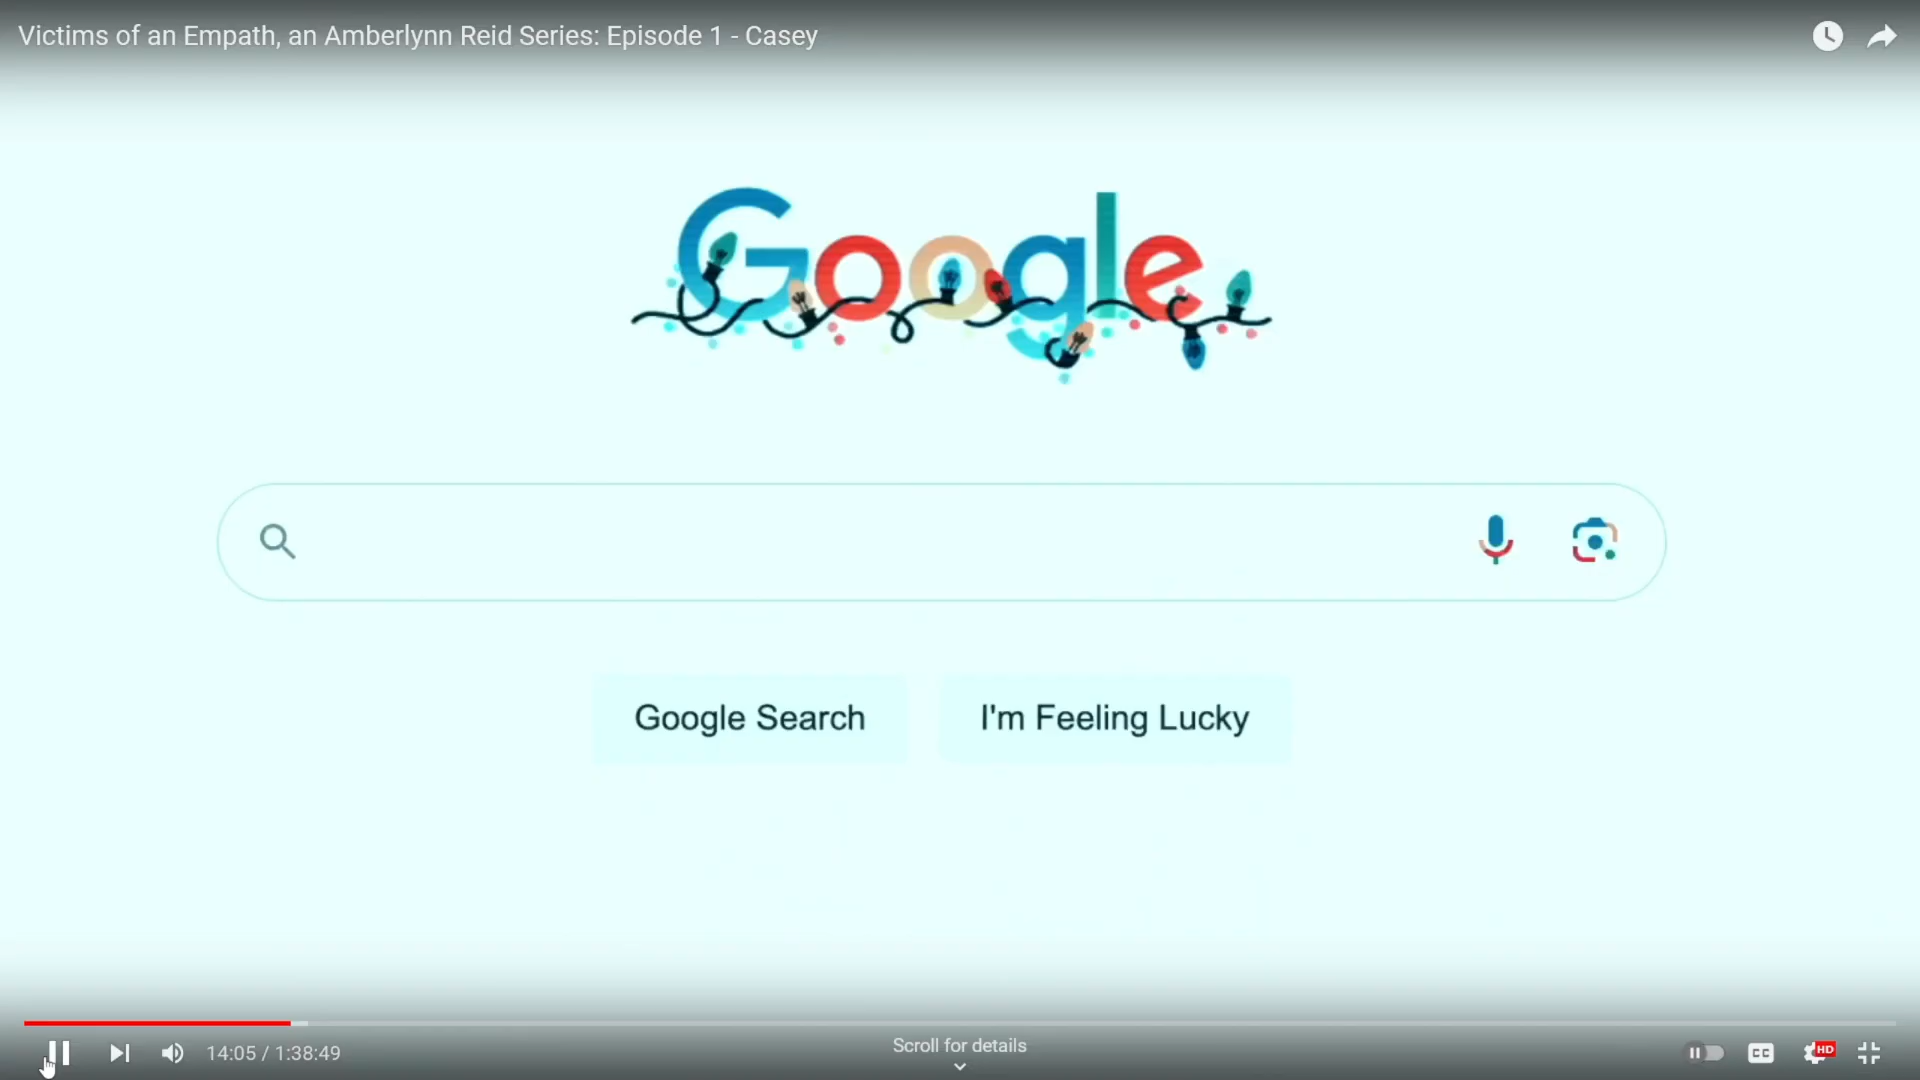 Victims of an Empath, an Amberlynn Reid Series: Episode 1 - Casey
Google
Google Search
I'm Feeling Lucky
Scroll for details
14:05 / 1:38:49
CC
HD